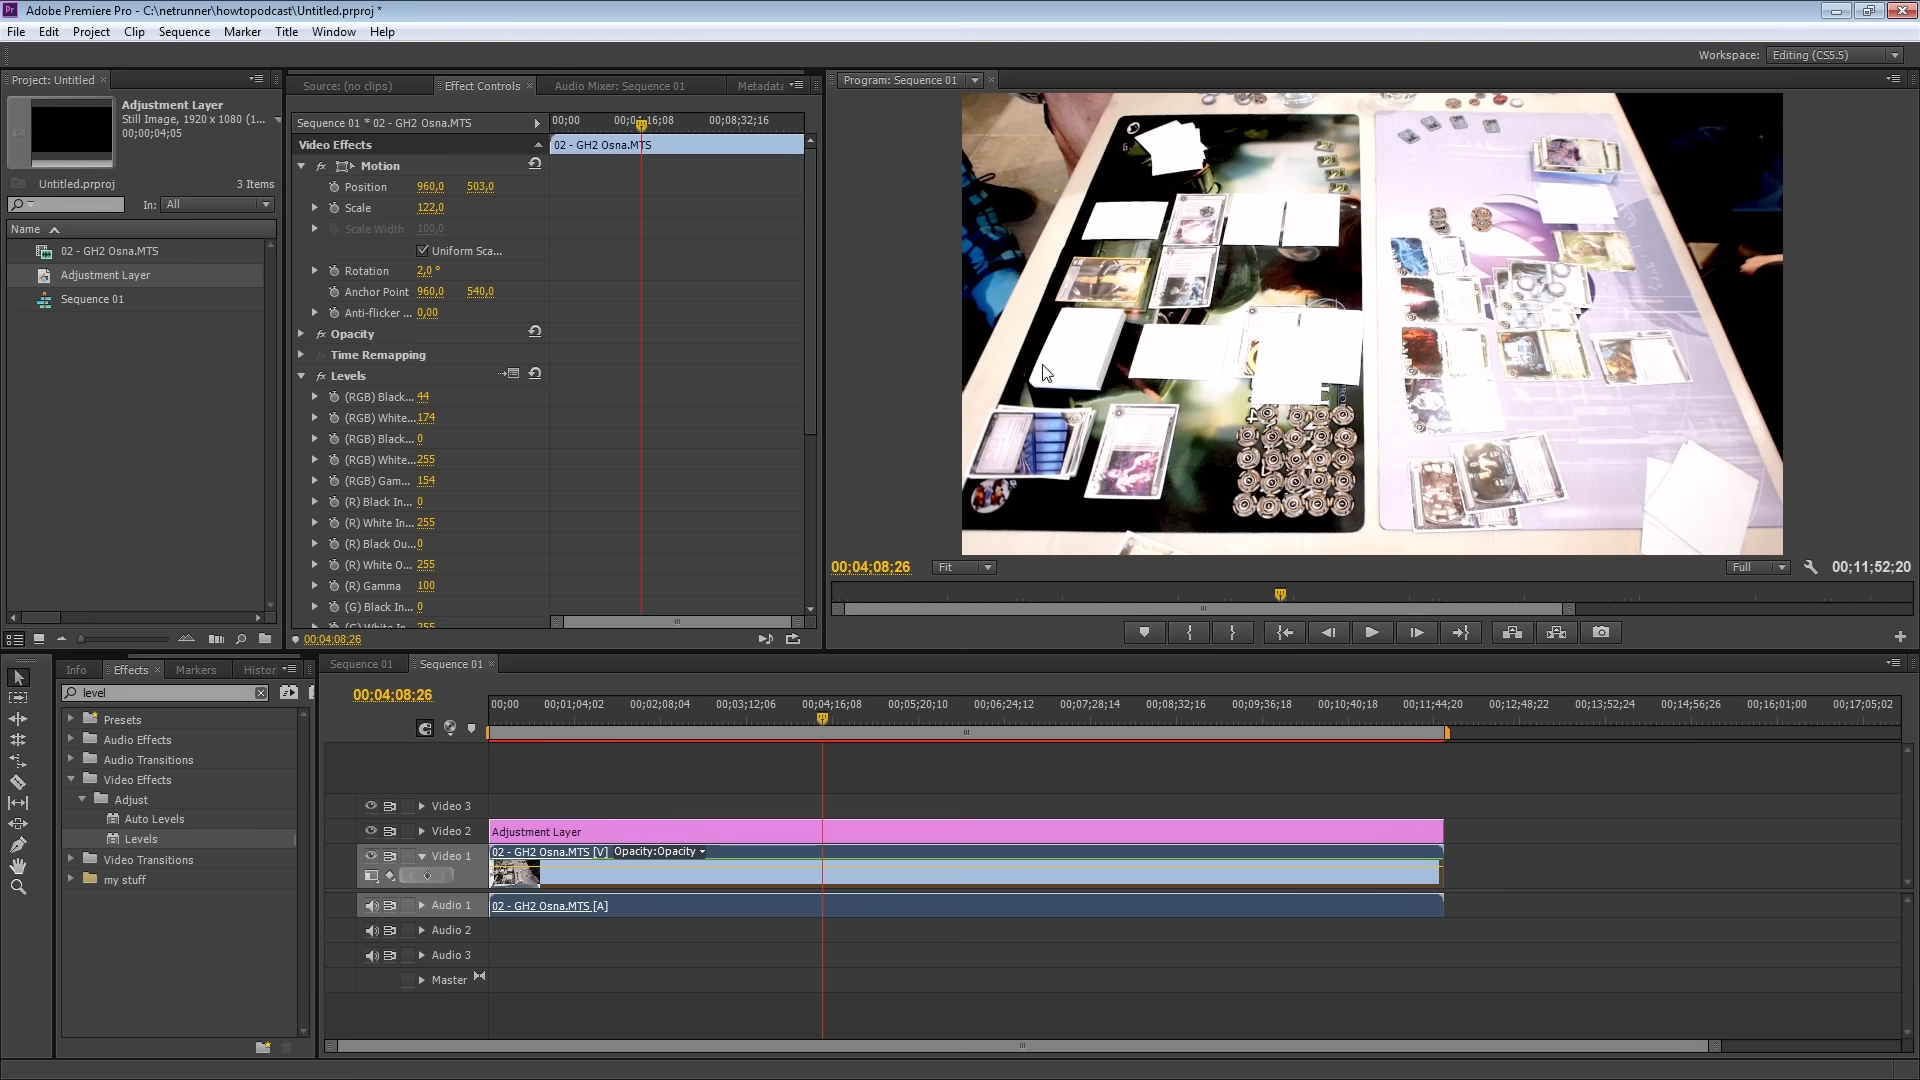 Adobe Premiere Pro - C:\netrunner\howtopodcast\Untitled.prproj *
File Edit Project Clip Sequence Marker Title Window Help
Workspace: Editing (CS5.5)
Project: Untitled
Adjustment Layer
Still Image, 1920 x 1080 (1...
00;00;04;05
Untitled.prproj 3 Items
In: All
Name
02 - GH2 Osna.MTS
Adjustment Layer
Sequence 01
Source: (no clips) Effect Controls Audio Mixer: Sequence 01 Metadata
Sequence 01 * 02 - GH2 Osna.MTS
00;00 00;04;16;08 00;08;32;16
Video Effects
02 - GH2 Osna.MTS
Motion
Position 960,0 503,0
Scale 122,0
Scale Width 100,0
Uniform Sca...
Rotation 2,0 °
Anchor Point 960,0 540,0
Anti-flicker ... 0,00
Opacity
Time Remapping
Levels
(RGB) Black... 44
(RGB) White... 174
(RGB) Black... 0
(RGB) White... 255
(RGB) Gam... 154
(R) Black In... 0
(R) White In... 255
(R) Black Ou... 0
(R) White O... 255
(R) Gamma 100
(G) Black In... 0
(G) White In... 255
00;04;08;26
Program: Sequence 01
00;04;08;26 Fit Full 00;11;52;20
Info Effects Markers Histor
level
Presets
Audio Effects
Audio Transitions
Video Effects
Adjust
Auto Levels
Levels
Video Transitions
my stuff
Sequence 01 Sequence 01
00;04;08;26
00;00 00;01;04;02 00;02;08;04 00;03;12;06 00;04;16;08 00;05;20;10 00;06;24;12 00;07;28;14 00;08;32;16 00;09;36;18 00;10;40;18 00;11;44;20 00;12;48;22 00;13;52;24 00;14;56;26 00;16;01;00 00;17;05;02
Video 3
Video 2 Adjustment Layer
Video 1 02 - GH2 Osna.MTS [V] Opacity:Opacity
Audio 1 02 - GH2 Osna.MTS [A]
Audio 2
Audio 3
Master